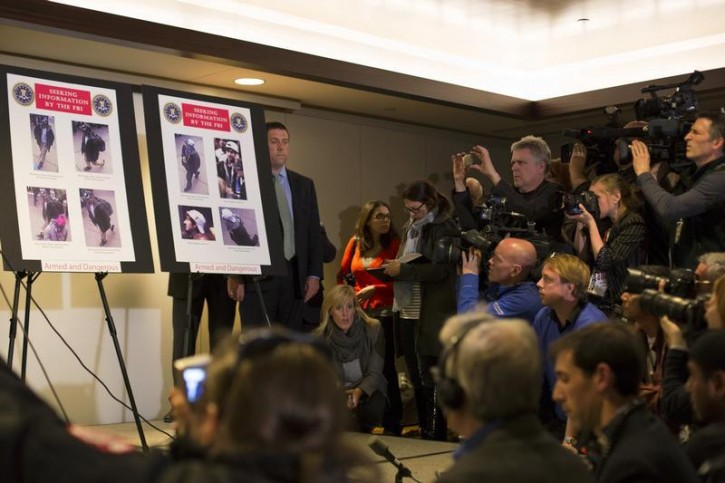 SEEKING
INFORMATION
BY THE FBI
Armed and Dangerous
SEEKING
INFORMATION
BY THE FBI
Armed and Dangerous